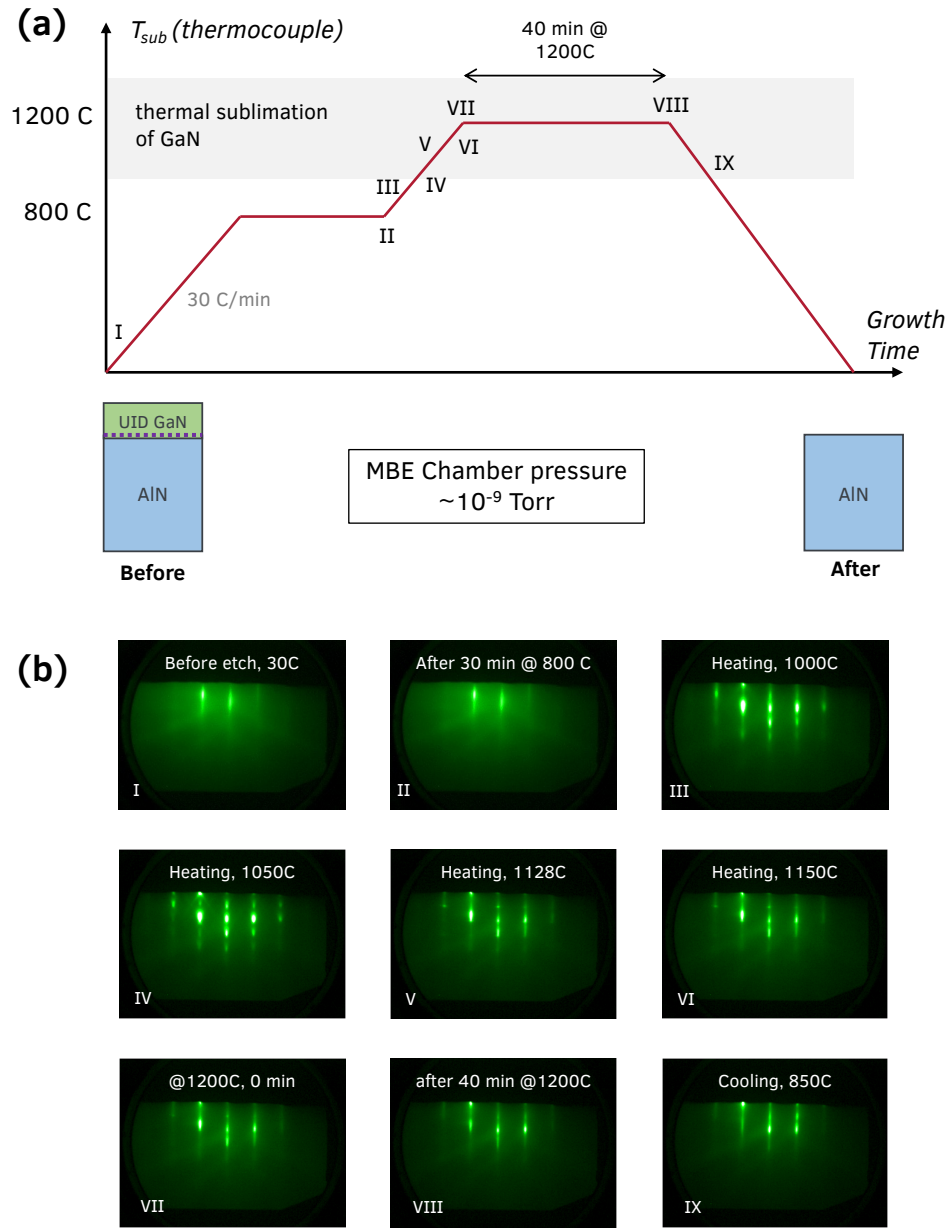 (a)
T_sub (thermocouple)
40 min @
1200C
1200 C
thermal sublimation
of GaN
VII
VIII
V
VI
IX
III
IV
800 C
II
30 C/min
I
Growth
Time
UID GaN
AlN
Before
MBE Chamber pressure
~10⁻⁹ Torr
AlN
After
(b)
Before etch, 30C
I
After 30 min @ 800 C
II
Heating, 1000C
III
Heating, 1050C
IV
Heating, 1128C
V
Heating, 1150C
VI
@1200C, 0 min
VII
after 40 min @1200C
VIII
Cooling, 850C
IX